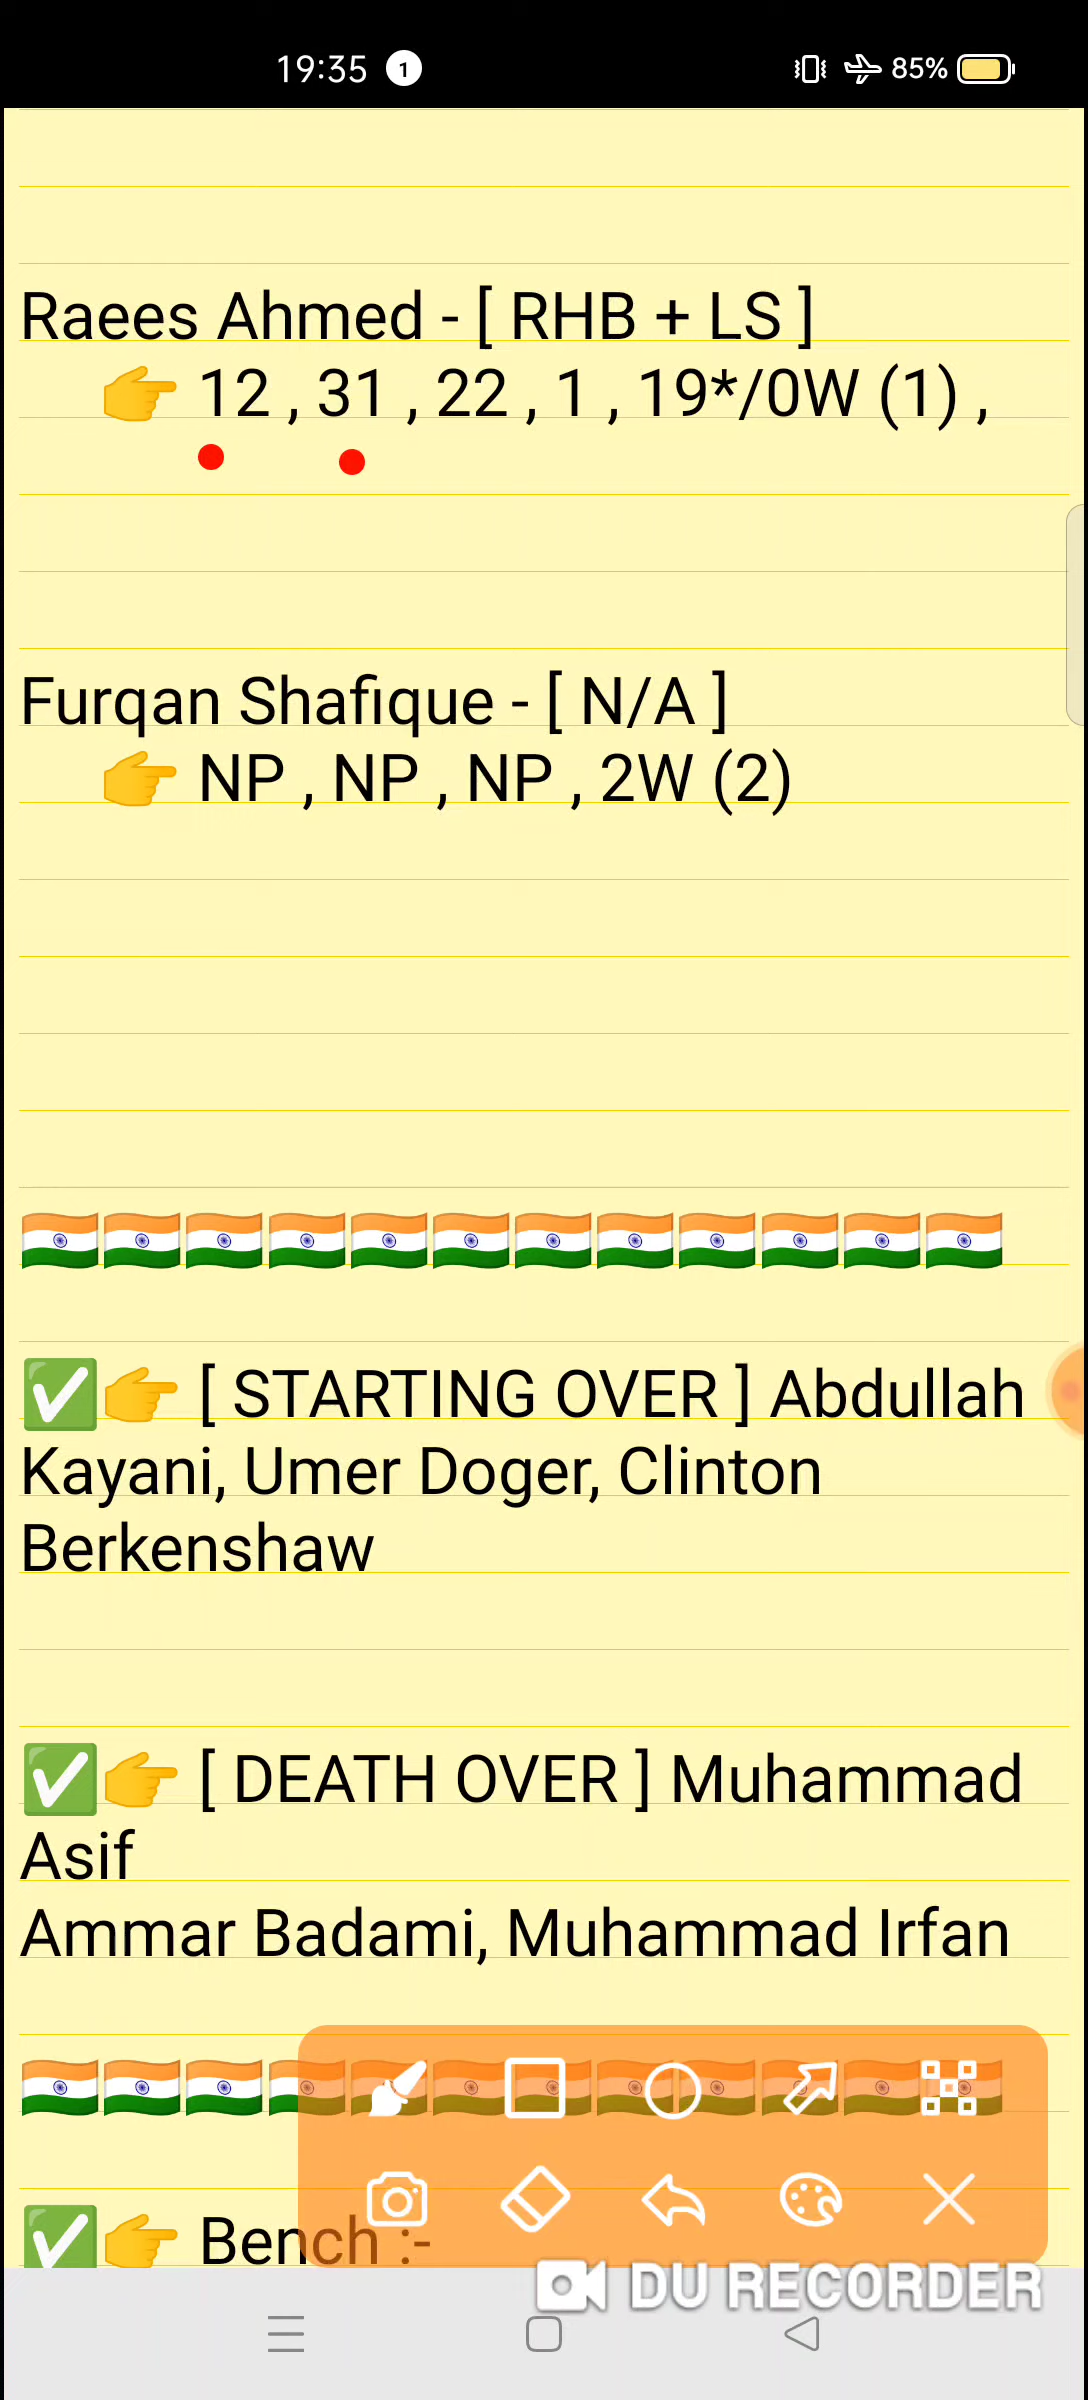 19:35 1 85%
Raees Ahmed - [ RHB + LS ]
👉 12 , 31 , 22 , 1 , 19*/0W (1) ,
Furqan Shafique - [ N/A ]
👉 NP , NP , NP , 2W (2)
🇮🇳🇮🇳🇮🇳🇮🇳🇮🇳🇮🇳🇮🇳🇮🇳🇮🇳🇮🇳🇮🇳🇮🇳
✅👉 [ STARTING OVER ] Abdullah
Kayani, Umer Doger, Clinton
Berkenshaw
✅👉 [ DEATH OVER ] Muhammad
Asif
Ammar Badami, Muhammad Irfan
🇮🇳🇮🇳🇮🇳🇮🇳🇮🇳🇮🇳🇮🇳🇮🇳🇮🇳🇮🇳🇮🇳🇮🇳
✅👉 Bench :-
DU RECORDER